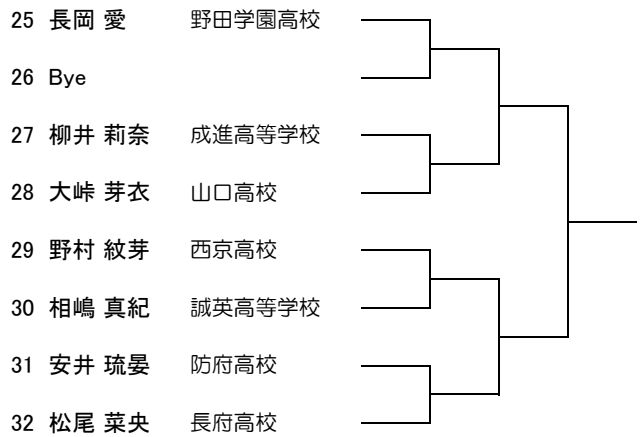 25 長岡 愛 野田学園高校
26 Bye
27 柳井 莉奈 成進高等学校
28 大峠 芽衣 山口高校
29 野村 紋芽 西京高校
30 相嶋 真紀 誠英高等学校
31 安井 琉晏 防府高校
32 松尾 菜央 長府高校